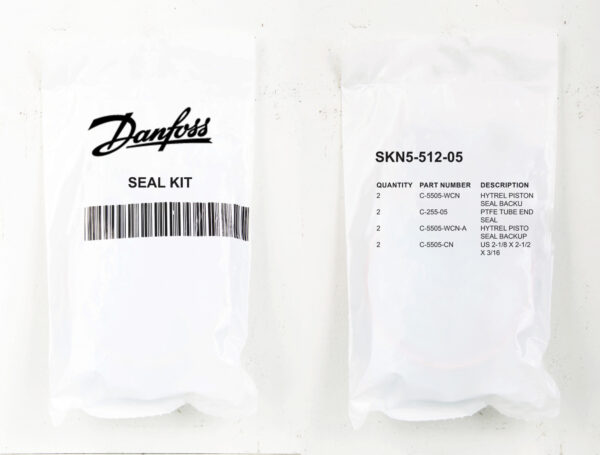 Danfoss
SEAL KIT
SKN5-512-05
QUANTITY PART NUMBER DESCRIPTION
2 C-5505-WCN HYTREL PISTON
SEAL BACKU
2 C-255-05 PTFE TUBE END
SEAL
2 C-5505-WCN-A HYTREL PISTO
SEAL BACKUP
2 C-5505-CN US 2-1/8 X 2-1/2
X 3/16